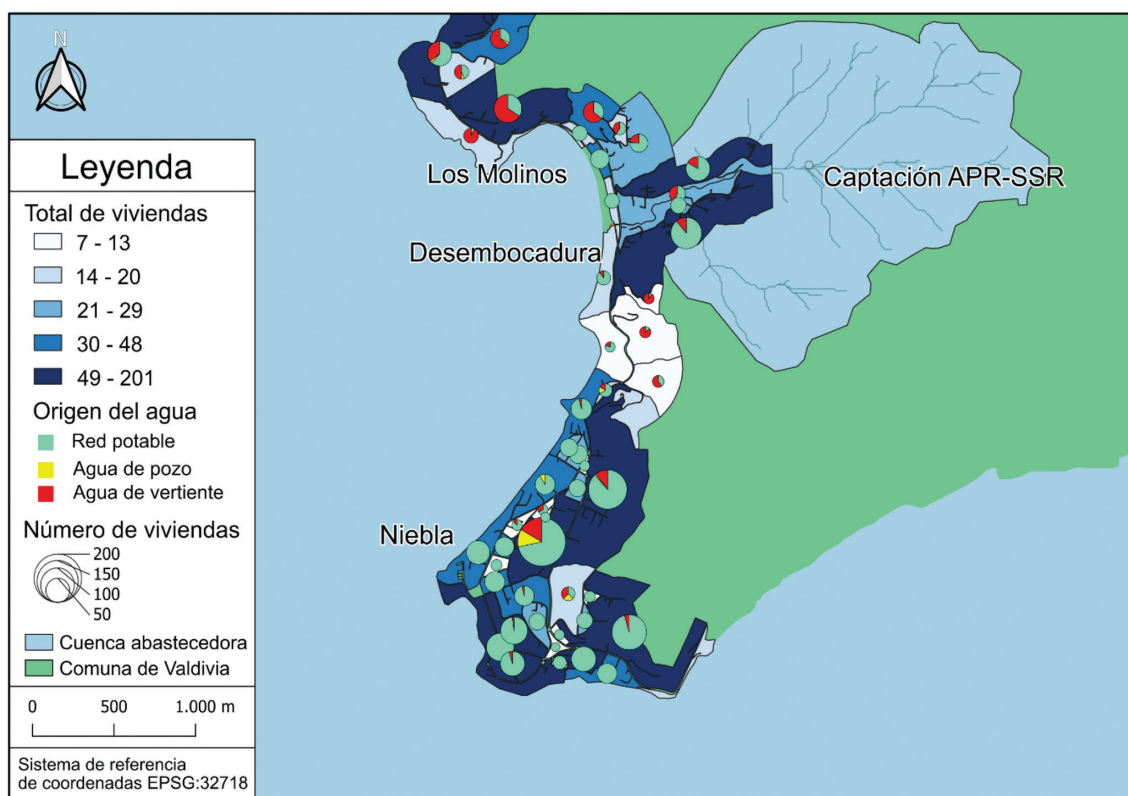 N
Leyenda
Total de viviendas
7 - 13
14 - 20
21 - 29
30 - 48
49 - 201
Origen del agua
Red potable
Agua de pozo
Agua de vertiente
Número de viviendas
200
150
100
50
Cuenca abastecedora
Comuna de Valdivia
0 500 1.000 m
Sistema de referencia
de coordenadas EPSG:32718
Los Molinos
Captación APR-SSR
Desembocadura
Niebla